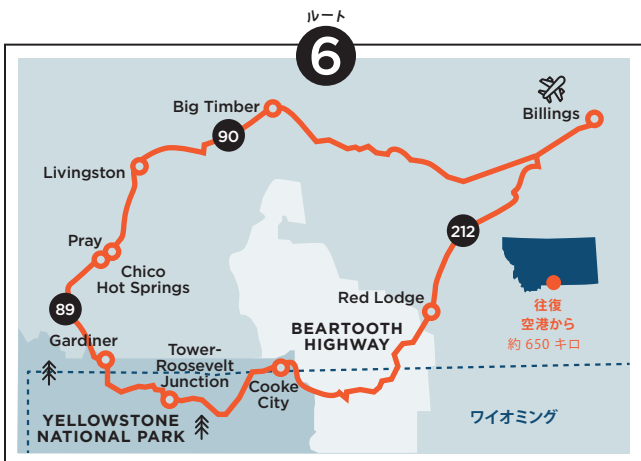 ルート
6
Big Timber
90
Billings
Livingston
Pray
Chico
Hot Springs
212
89
Red Lodge
往復
空港から
約 650 キロ
BEARTOOTH
HIGHWAY
Gardiner
Tower-
Roosevelt
Junction
Cooke
City
YELLOWSTONE
NATIONAL PARK
ワイオミング